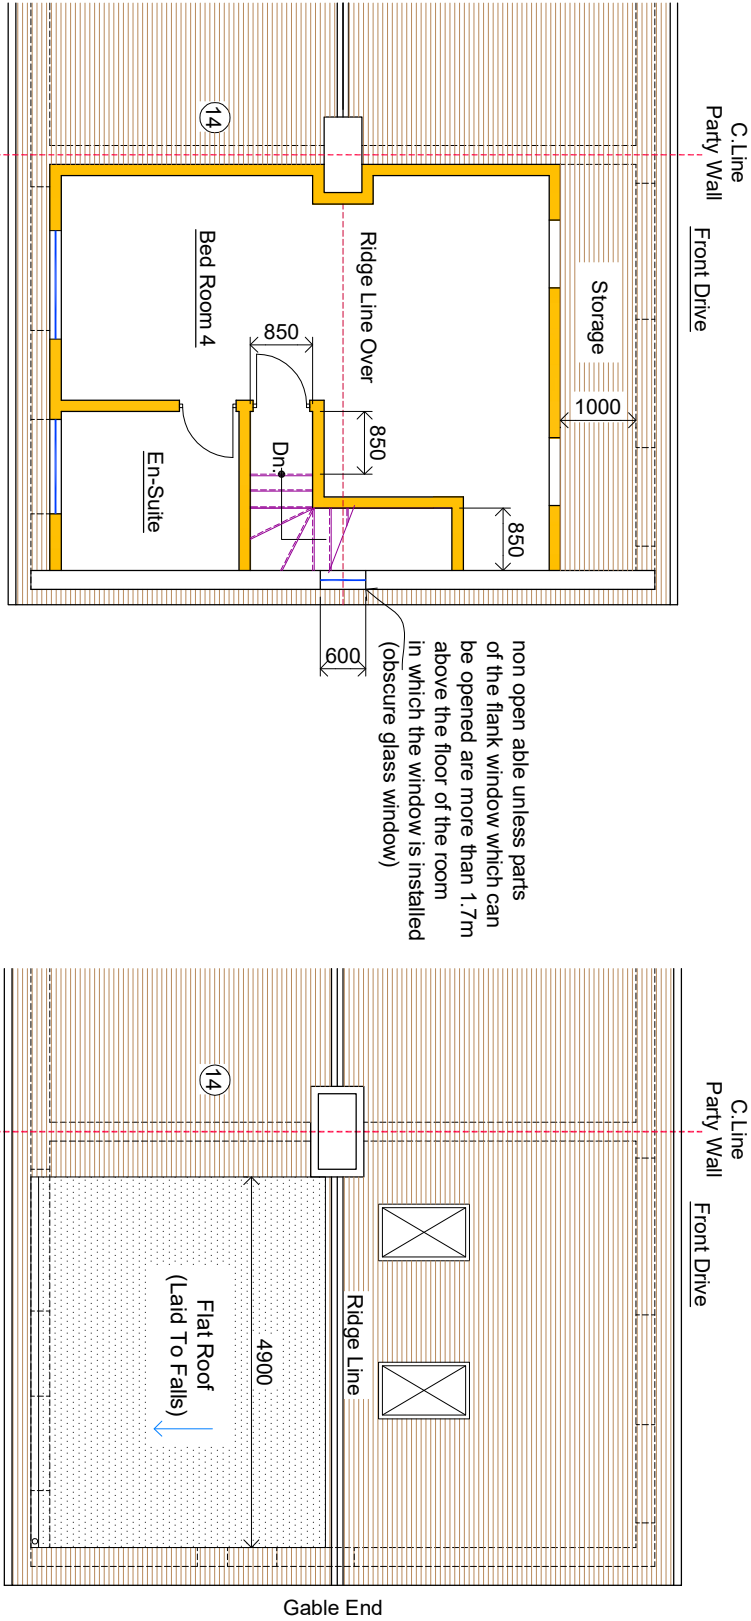 C.Line
Party Wall
Front Drive
14
Storage
1000
Ridge Line Over
Bed Room 4
850
850
850
Dn.
En-Suite
600
non open able unless parts
of the flank window which can
be opened are more than 1.7m
above the floor of the room
in which the window is installed
(obscure glass window)
C.Line
Party Wall
Front Drive
14
Ridge Line
4900
Flat Roof
(Laid To Falls)
Gable End